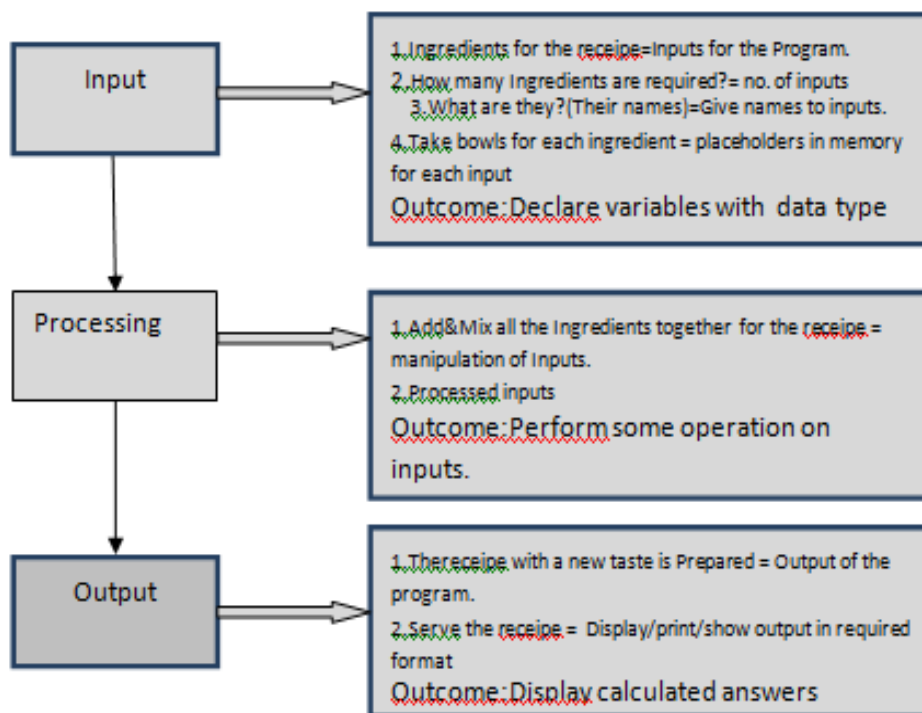 Input
1.Ingredients for the receipe=Inputs for the Program.
2.How many Ingredients are required?= no. of inputs
3.What are they?(Their names)=Give names to inputs.
4.Take bowls for each ingredient = placeholders in memory
for each input
Outcome:Declare variables with data type
Processing
1.Add&Mix all the Ingredients together for the receipe =
manipulation of Inputs.
2.Processed inputs
Outcome:Perform some operation on
inputs.
Output
1.Thereceipe with a new taste is Prepared = Output of the
program.
2.Serve the receipe = Display/print/show output in required
format
Outcome:Display calculated answers